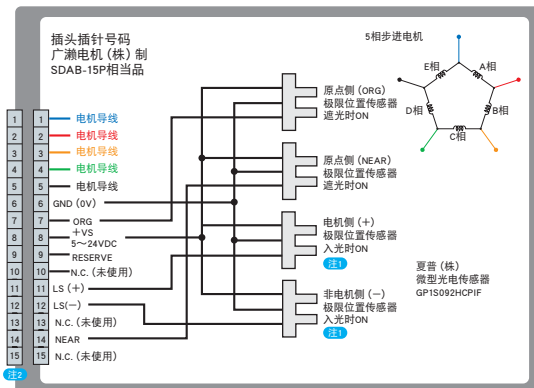 插头插针号码
广濑电机 (株) 制
SDAB-15P相当品
5相步进电机
E相
A相
D相
B相
C相
1 1 电机导线
2 2 电机导线
3 3 电机导线
4 4 电机导线
5 5 电机导线
6 6 GND (0V)
7 7 ORG
8 8 +VS
5～24VDC
9 9 RESERVE
10 10 N.C. (未使用)
11 11 LS (+)
12 12 LS(−)
13 13 N.C. (未使用)
14 14 NEAR
15 15 N.C. (未使用)
注2
原点侧 (ORG)
极限位置传感器
遮光时ON
原点侧 (NEAR)
极限位置传感器
遮光时ON
电机侧 (+)
极限位置传感器
入光时ON
注1
非电机侧 (−)
极限位置传感器
入光时ON
注1
夏普 (株)
微型光电传感器
GP1S092HCPIF